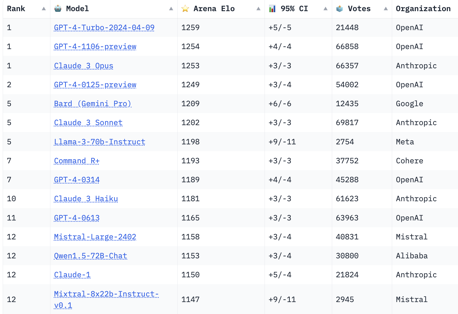 Rank Model Arena Elo 95% CI Votes Organization
1 GPT-4-Turbo-2024-04-09 1259 +5/-5 21448 OpenAI
1 GPT-4-1106-preview 1254 +4/-4 66858 OpenAI
1 Claude 3 Opus 1253 +3/-3 66357 Anthropic
2 GPT-4-0125-preview 1249 +3/-4 54002 OpenAI
5 Bard (Gemini Pro) 1209 +6/-6 12435 Google
5 Claude 3 Sonnet 1202 +3/-3 69817 Anthropic
5 Llama-3-70b-Instruct 1198 +9/-11 2754 Meta
7 Command R+ 1193 +3/-3 37752 Cohere
7 GPT-4-0314 1189 +4/-4 45288 OpenAI
10 Claude 3 Haiku 1181 +3/-3 61623 Anthropic
11 GPT-4-0613 1165 +3/-3 63963 OpenAI
12 Mistral-Large-2402 1158 +3/-4 40831 Mistral
12 Qwen1.5-72B-Chat 1153 +3/-4 30800 Alibaba
12 Claude-1 1150 +5/-4 21824 Anthropic
12 Mixtral-8x22b-Instruct- 1147 +9/-11 2945 Mistral
v0.1